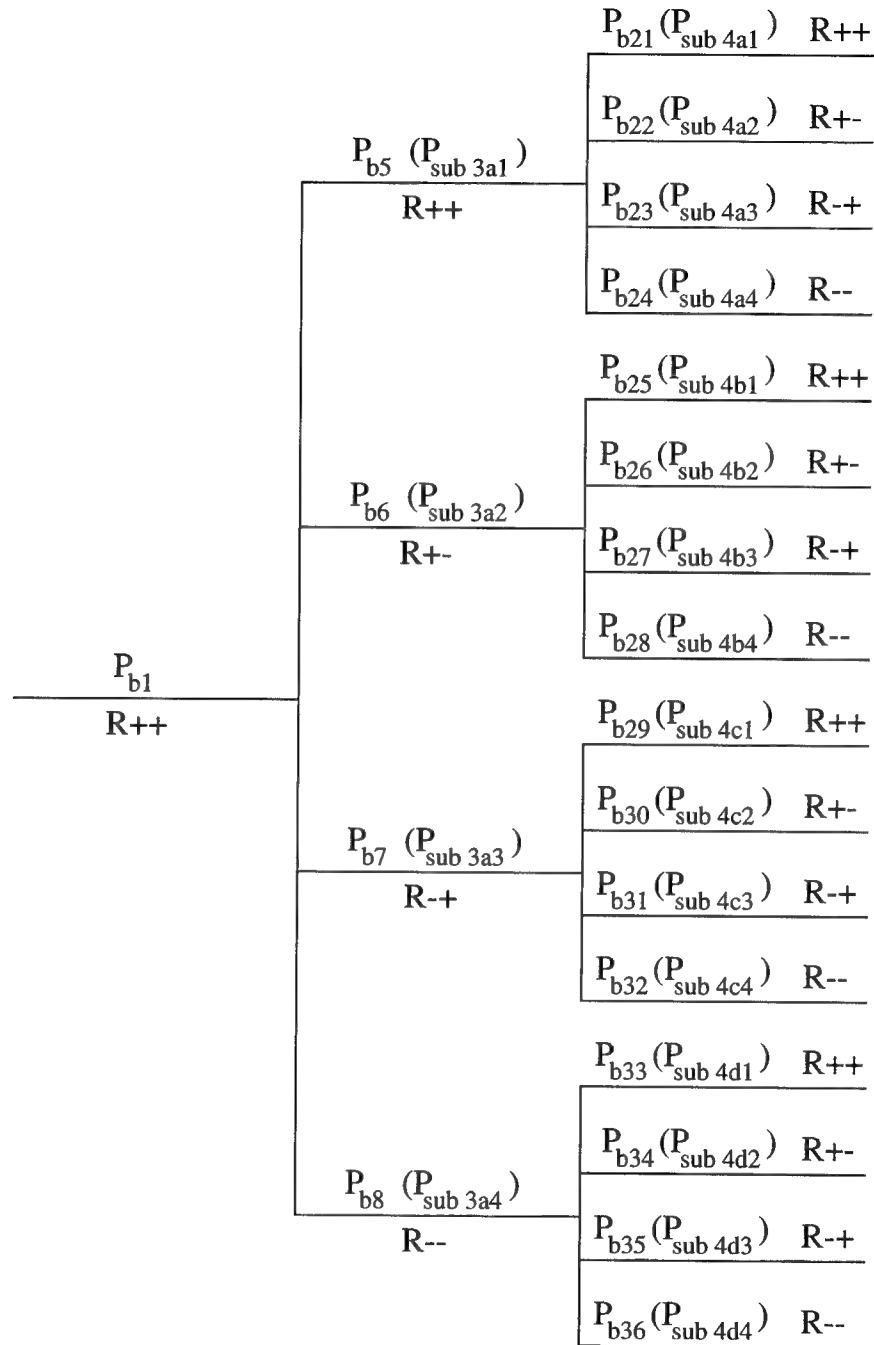 P_b21 (P_sub 4a1) R++
P_b22 (P_sub 4a2) R+-
P_b5 (P_sub 3a1)
R++
P_b23 (P_sub 4a3) R-+
P_b24 (P_sub 4a4) R--
P_b25 (P_sub 4b1) R++
P_b26 (P_sub 4b2) R+-
P_b6 (P_sub 3a2)
R+-
P_b27 (P_sub 4b3) R-+
P_b28 (P_sub 4b4) R--
P_b1
R++
P_b29 (P_sub 4c1) R++
P_b30 (P_sub 4c2) R+-
P_b7 (P_sub 3a3)
R-+
P_b31 (P_sub 4c3) R-+
P_b32 (P_sub 4c4) R--
P_b33 (P_sub 4d1) R++
P_b34 (P_sub 4d2) R+-
P_b8 (P_sub 3a4)
R--
P_b35 (P_sub 4d3) R-+
P_b36 (P_sub 4d4) R--